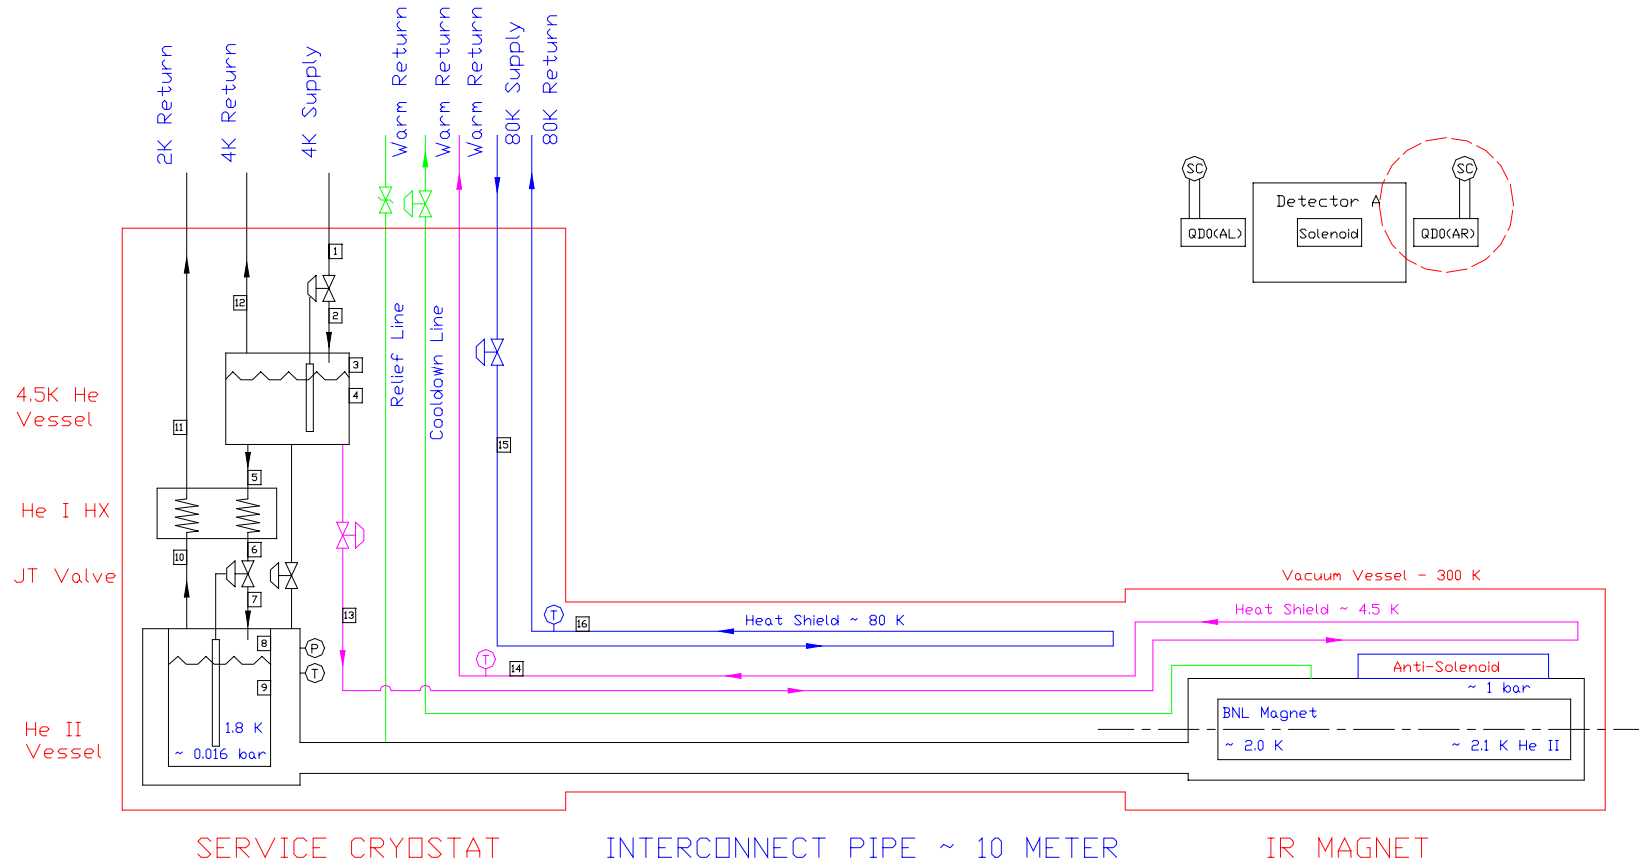 2K Return
4K Return
4K Supply
Warm Return
Warm Return
Warm Return
80K Supply
80K Return
SC
SC
Detector A
QD0(AL)
Solenoid
QD0(AR)
1
12
2
3
4
Relief Line
Cooldown Line
4.5K He
Vessel
11
15
5
He I HX
6
10
JT Valve
7
13
Vacuum Vessel - 300 K
Heat Shield ~ 4.5 K
T
16
Heat Shield ~ 80 K
8
P
T
T
14
Anti-Solenoid
9
~ 1 bar
He II
Vessel
1.8 K
~ 0.016 bar
BNL Magnet
~ 2.0 K
~ 2.1 K He II
SERVICE CRYOSTAT
INTERCONNECT PIPE ~ 10 METER
IR MAGNET